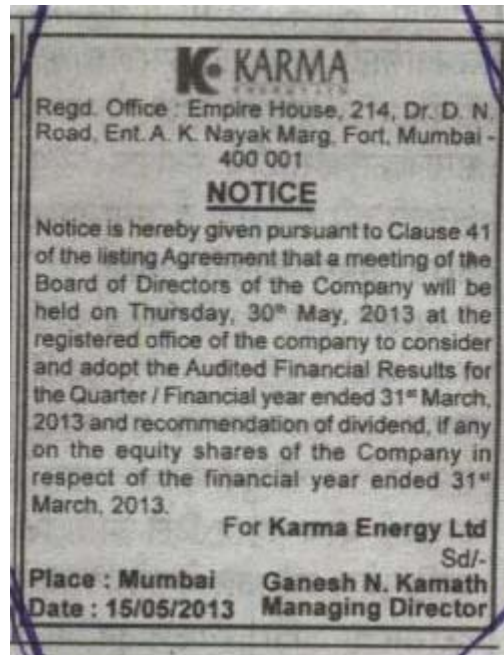 K KARMA
ENERGY LTD
Regd. Office : Empire House, 214, Dr. D. N.
Road, Ent. A. K. Nayak Marg, Fort, Mumbai -
400 001
NOTICE
Notice is hereby given pursuant to Clause 41
of the listing Agreement that a meeting of the
Board of Directors of the Company will be
held on Thursday, 30th May, 2013 at the
registered office of the company to consider
and adopt the Audited Financial Results for
the Quarter / Financial year ended 31st March,
2013 and recommendation of dividend, if any
on the equity shares of the Company in
respect of the financial year ended 31st
March, 2013.
For Karma Energy Ltd
Sd/-
Place : Mumbai Ganesh N. Kamath
Date : 15/05/2013 Managing Director